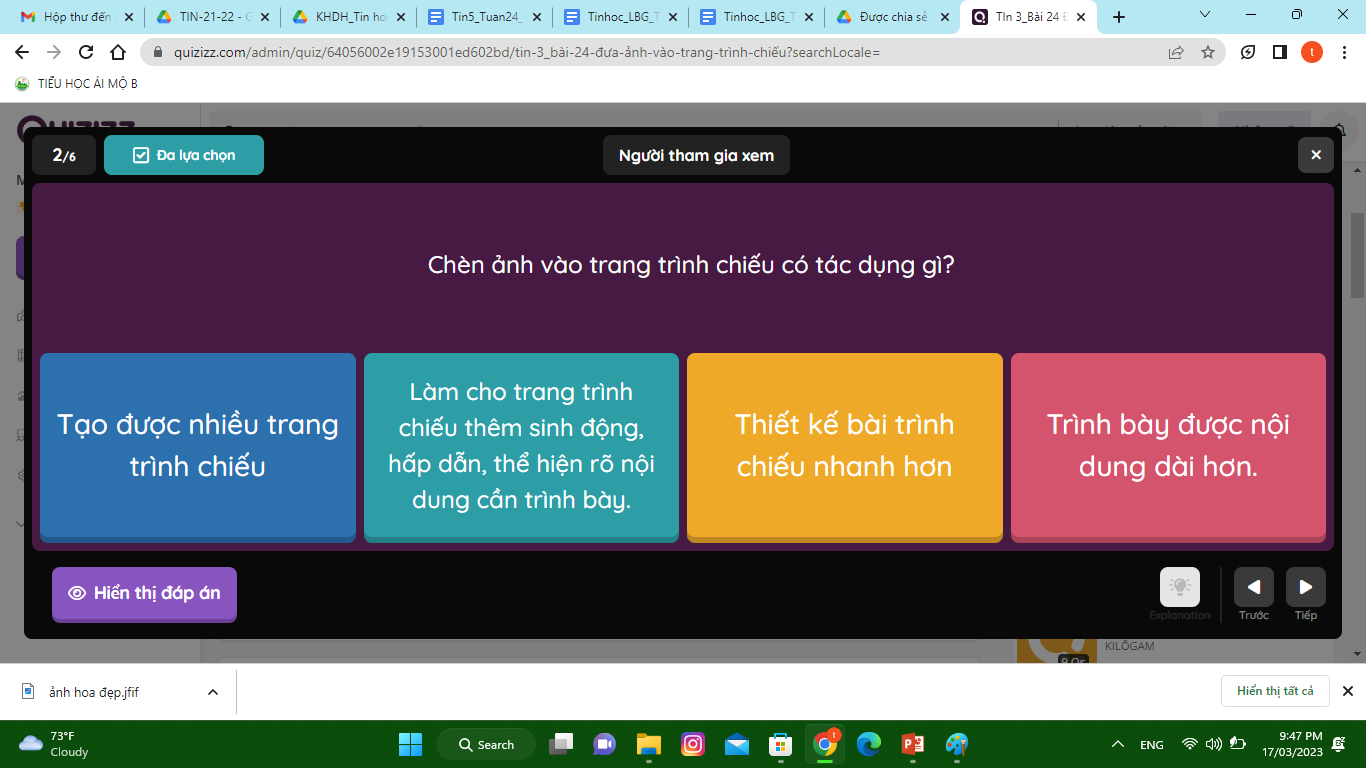 Hộp thư đến
TIN-21-22 - G
KHDH_Tin họ
Tin5_Tuan24_
Tinhoc_LBG_T
Tinhoc_LBG_T
Được chia sẻ
TIn 3_Bài 24 Đ
quizizz.com/admin/quiz/64056002e19153001ed602bd/tin-3_bài-24-đưa-ảnh-vào-trang-trình-chiếu?searchLocale=
t
TIỂU HỌC ÁI MỘ B
2/6
Đa lựa chọn
Người tham gia xem
Chèn ảnh vào trang trình chiếu có tác dụng gì?
Tạo được nhiều trang
trình chiếu
Làm cho trang trình
chiếu thêm sinh động,
hấp dẫn, thể hiện rõ nội
dung cần trình bày.
Thiết kế bài trình
chiếu nhanh hơn
Trình bày được nội
dung dài hơn.
Hiển thị đáp án
Explanation
Trước
Tiếp
KILÔGAM
ảnh hoa đẹp.jfif
Hiển thị tất cả
73°F
Cloudy
Search
ENG
9:47 PM
17/03/2023